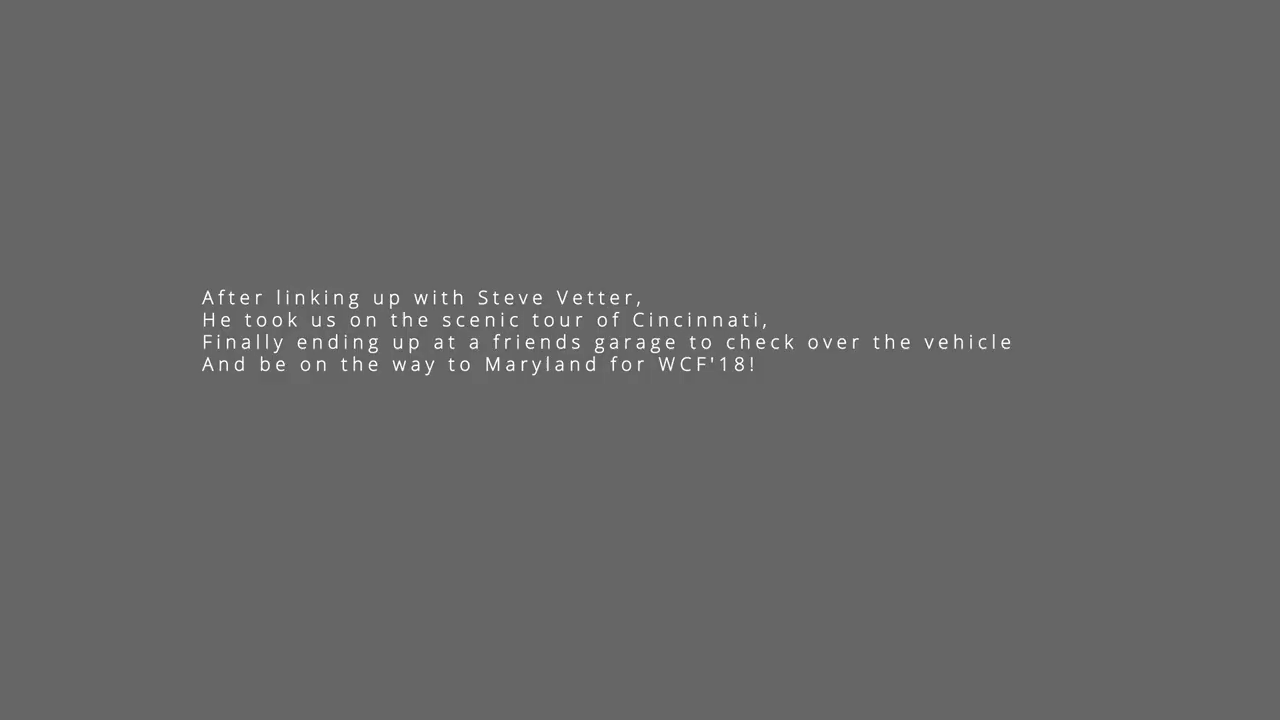 After linking up with Steve Vetter,
He took us on the scenic tour of Cincinnati,
Finally ending up at a friends garage to check over the vehicle
And be on the way to Maryland for WCF'18!